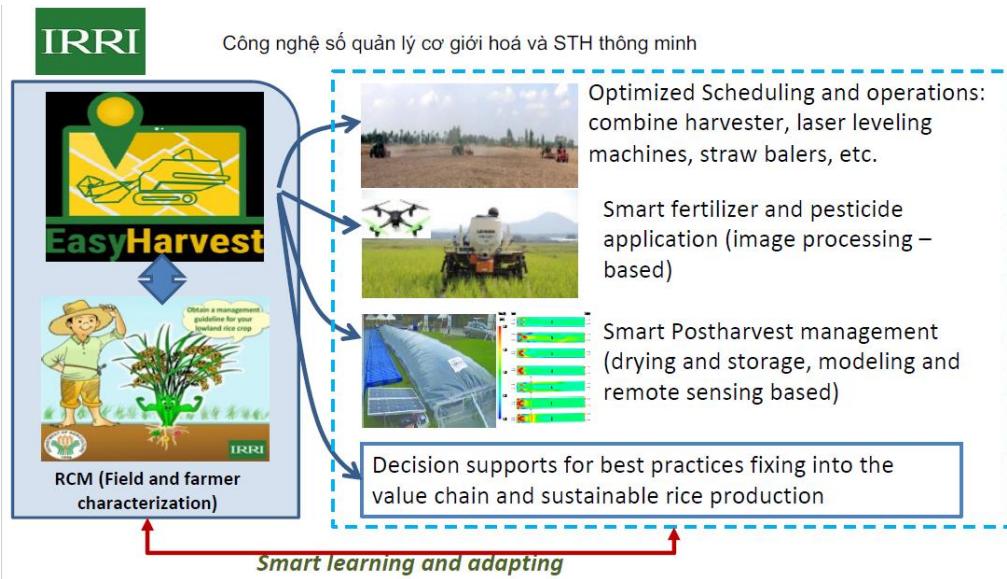 IRRI
Công nghệ số quản lý cơ giới hoá và STH thông minh
EasyHarvest
Obtain a management
guideline for your
lowland rice crop
IRRI
RCM (Field and farmer
characterization)
Optimized Scheduling and operations:
combine harvester, laser leveling
machines, straw balers, etc.
Smart fertilizer and pesticide
application (image processing –
based)
Smart Postharvest management
(drying and storage, modeling and
remote sensing based)
Decision supports for best practices fixing into the
value chain and sustainable rice production
Smart learning and adapting